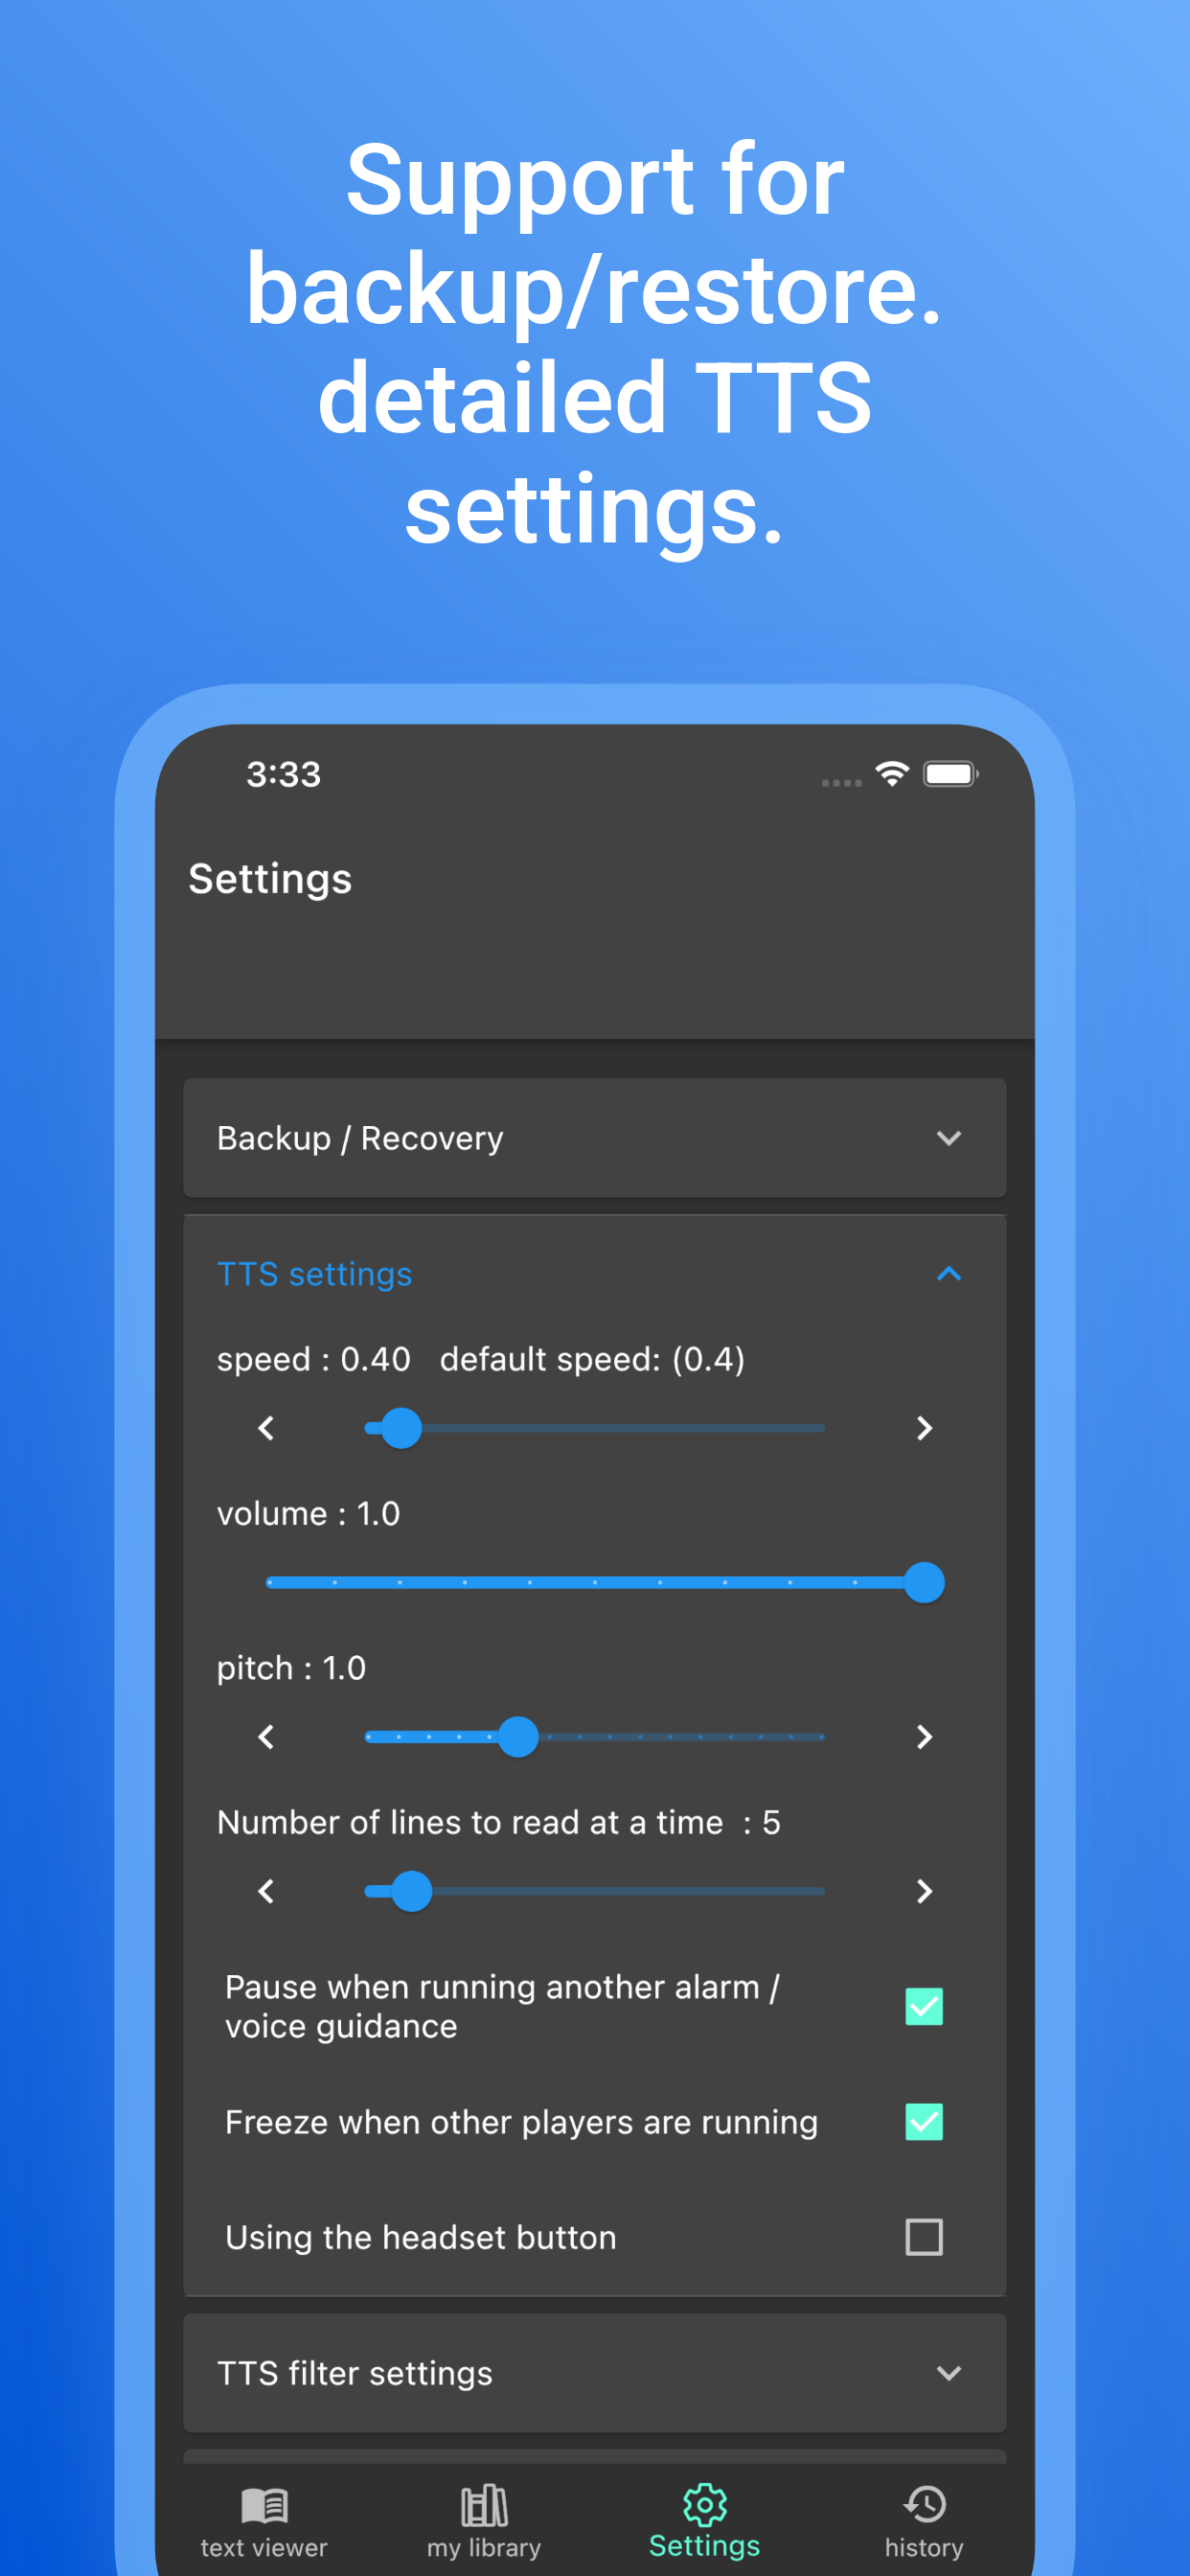 Support for
backup/restore.
detailed TTS
settings.
3:33
Settings
Backup / Recovery
TTS settings
speed : 0.40   default speed: (0.4)
volume : 1.0
pitch : 1.0
Number of lines to read at a time  : 5
Pause when running another alarm /
voice guidance
Freeze when other players are running
Using the headset button
TTS filter settings
text viewer
my library
Settings
history